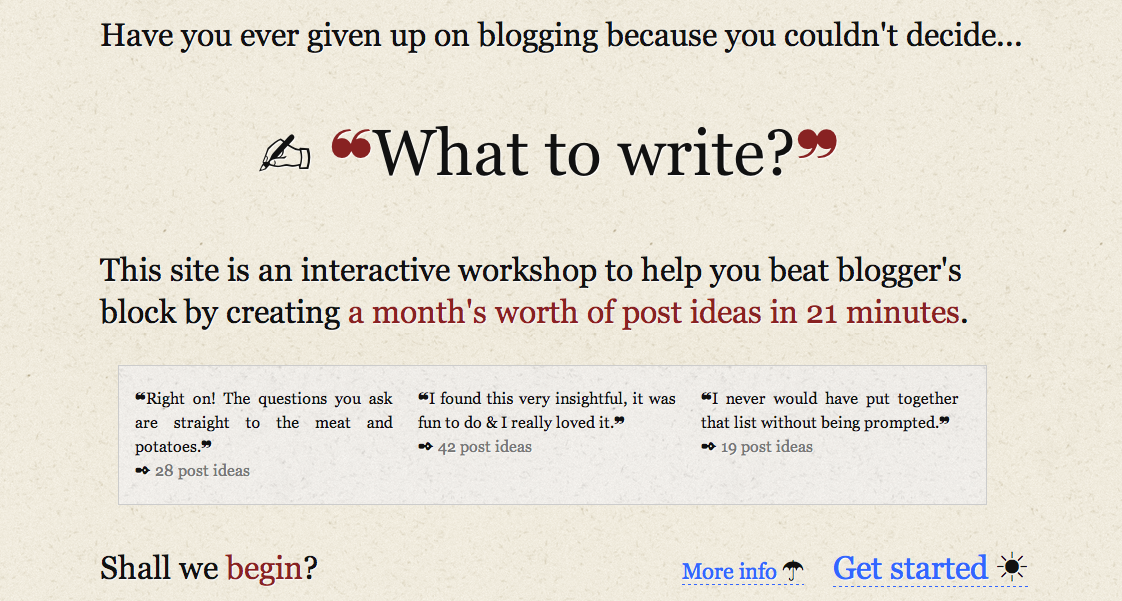 Have you ever given up on blogging because you couldn't decide...
✍ ❝What to write?❞
This site is an interactive workshop to help you beat blogger's
block by creating a month's worth of post ideas in 21 minutes.
❝Right on! The questions you ask
are straight to the meat and
potatoes.❞
✒ 28 post ideas
❝I found this very insightful, it was
fun to do & I really loved it.❞
✒ 42 post ideas
❝I never would have put together
that list without being prompted.❞
✒ 19 post ideas
Shall we begin?
More info ☂
Get started ☀